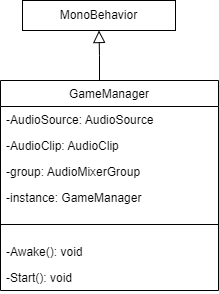 MonoBehavior
GameManager
-AudioSource: AudioSource
-AudioClip: AudioClip
-group: AudioMixerGroup
-instance: GameManager
-Awake(): void
-Start(): void